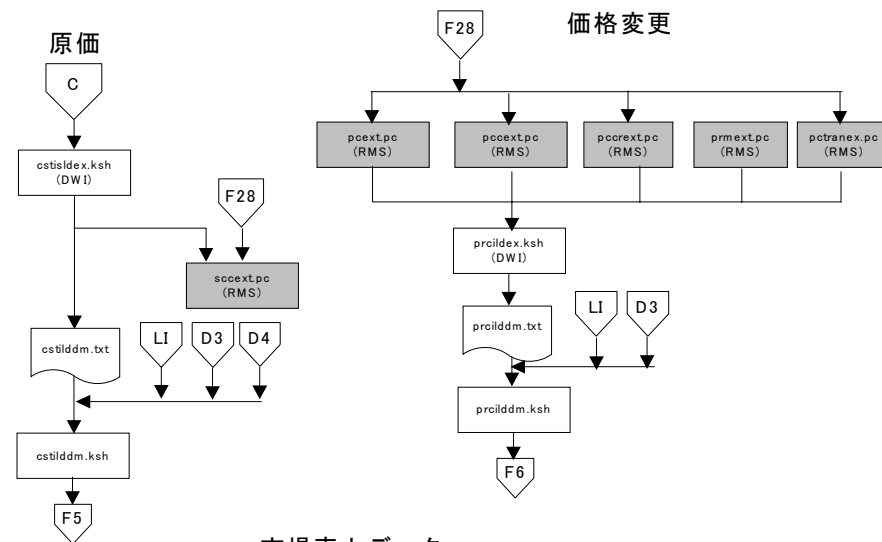 原価
C
cstisldex.ksh
(DWI)
F28
sccext.pc
(RMS)
cstilddm.txt
LI
D3
D4
cstilddm.ksh
F5
価格変更
F28
pcext.pc
(RMS)
pccext.pc
(RMS)
pccrext.pc
(RMS)
prmext.pc
(RMS)
pctranex.pc
(RMS)
prcildex.ksh
(DWI)
prcilddm.txt
LI
D3
prcilddm.ksh
F6